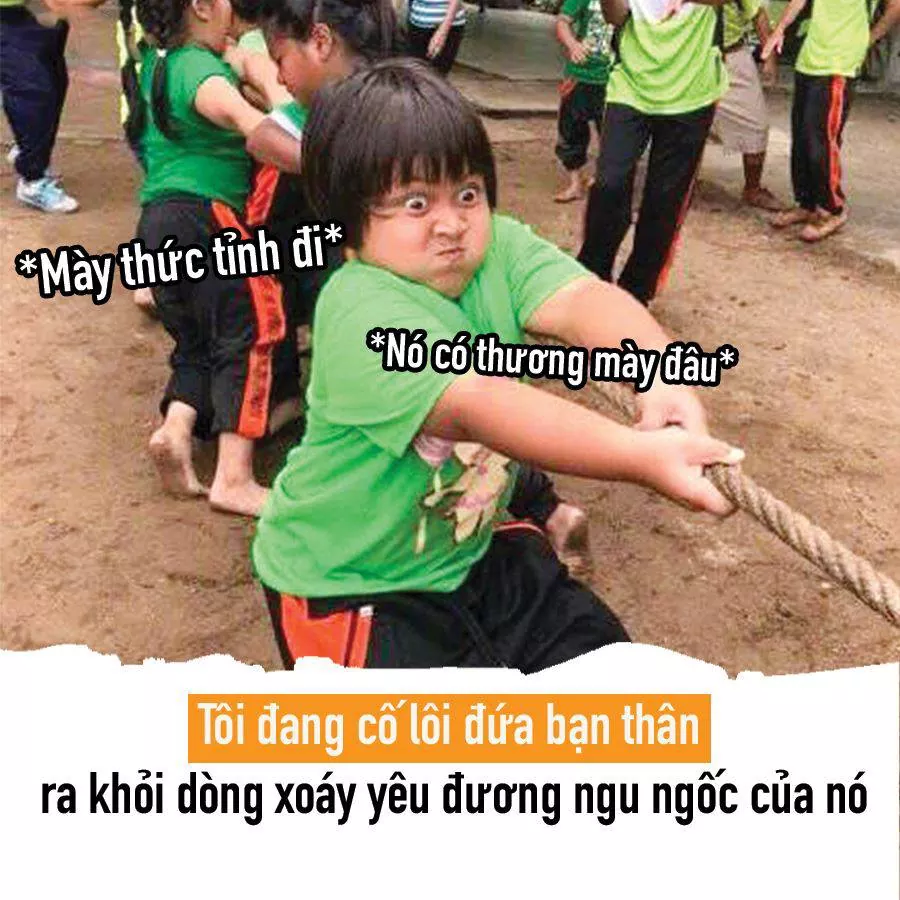 *Mày thức tỉnh đi*
*Nó có thương mày đâu*
Tôi đang cố lôi đứa bạn thân
ra khỏi dòng xoáy yêu đương ngu ngốc của nó